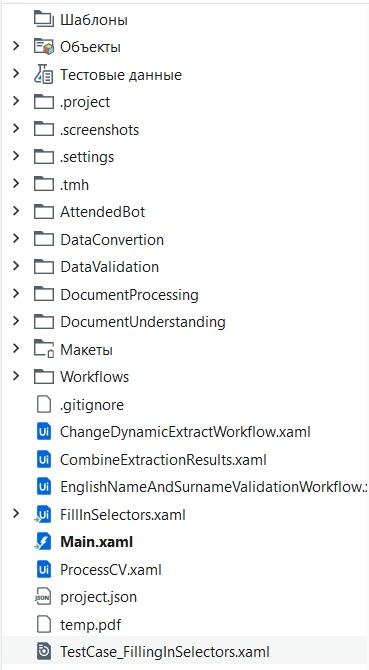 Шаблоны
Объекты
Тестовые данные
.project
.screenshots
.settings
.tmh
AttendedBot
DataConvertion
DataValidation
DocumentProcessing
DocumentUnderstanding
Макеты
Workflows
.gitignore
ChangeDynamicExtractWorkflow.xaml
CombineExtractionResults.xaml
EnglishNameAndSurnameValidationWorkflow.
FillInSelectors.xaml
Main.xaml
ProcessCV.xaml
project.json
temp.pdf
TestCase_FillingInSelectors.xaml